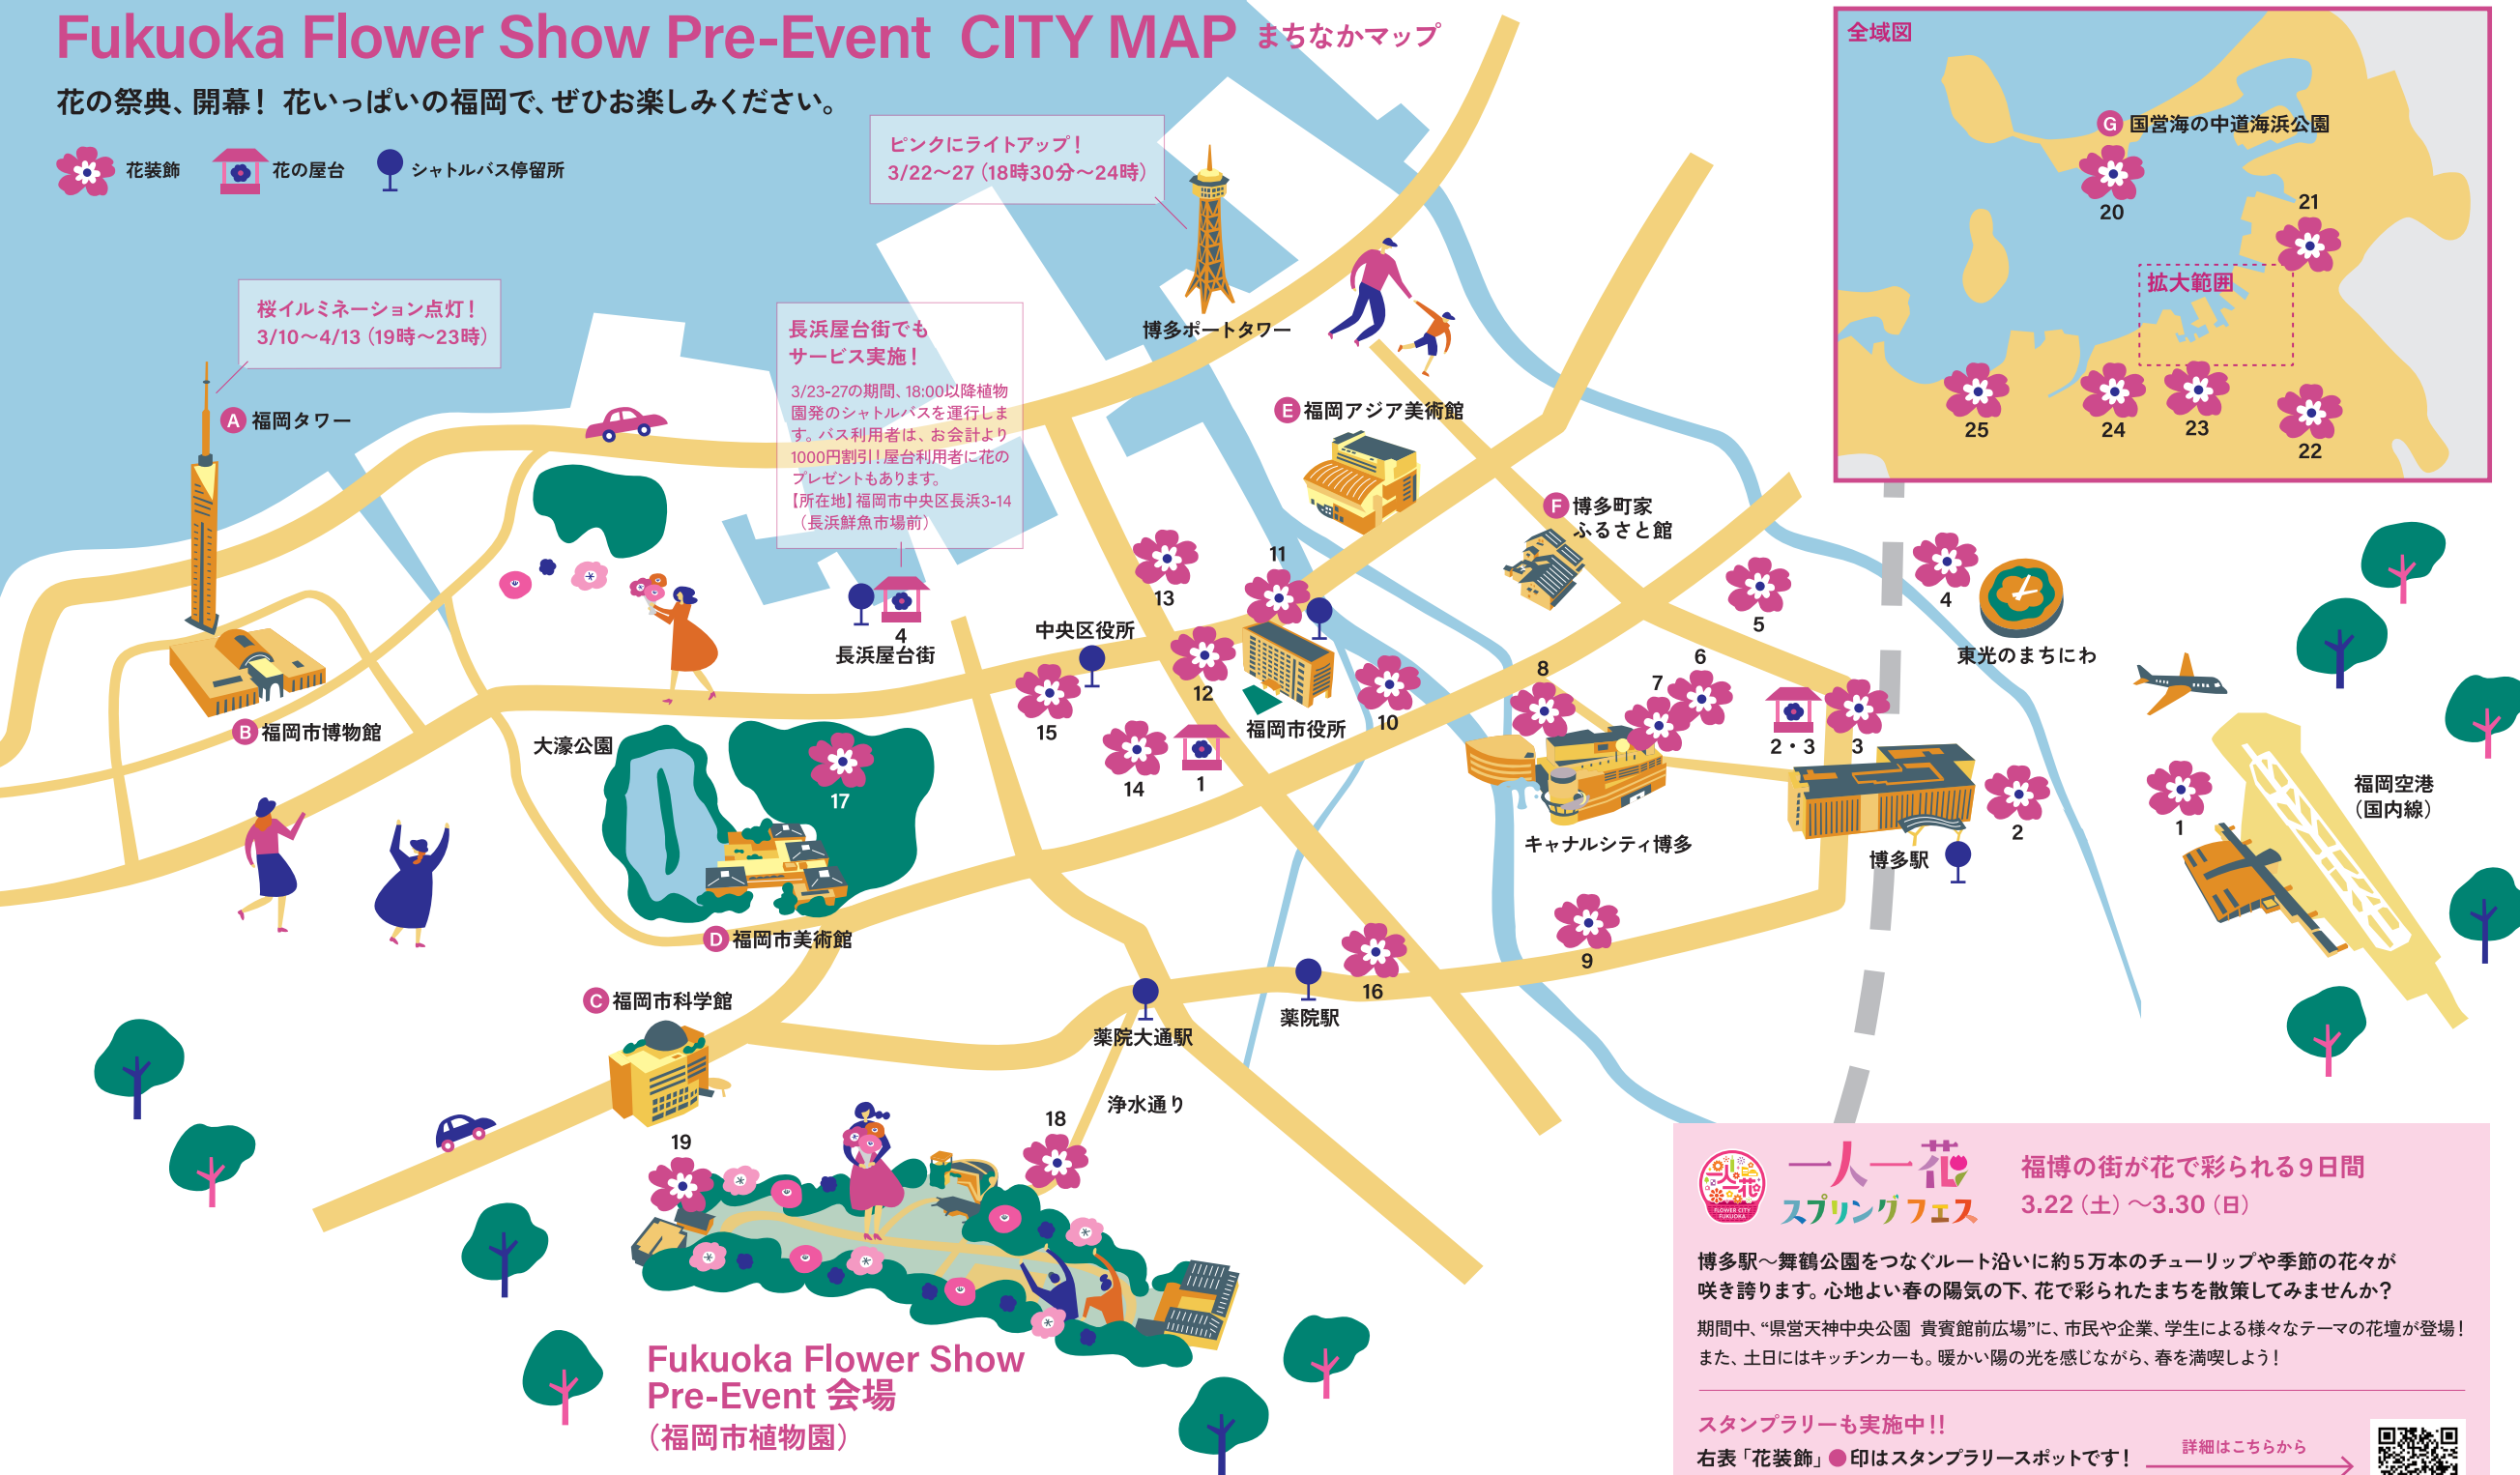 Fukuoka Flower Show Pre-Event CITY MAP まちなかマップ
花の祭典、開幕！ 花いっぱいの福岡で、ぜひお楽しみください。
花装飾
花の屋台
シャトルバス停留所
ピンクにライトアップ！
3/22〜27（18時30分〜24時）
桜イルミネーション点灯！
3/10〜4/13（19時〜23時）
長浜屋台街でも
サービス実施！
3/23-27の期間、18:00以降植物
園発のシャトルバスを運行しま
す。バス利用者は、お会計より
1000円割引！屋台利用者に花の
プレゼントもあります。
【所在地】福岡市中央区長浜3-14
（長浜鮮魚市場前）
博多ポートタワー
A 福岡タワー
B 福岡市博物館
E 福岡アジア美術館
F 博多町家
ふるさと館
全域図
G 国営海の中道海浜公園
20
21
拡大範囲
25
24
23
22
13
11
5
4
東光のまちにわ
4
長浜屋台街
中央区役所
15
12
福岡市役所
10
8
7
6
2・3
3
14
1
大濠公園
17
キャナルシティ博多
博多駅
2
1
福岡空港
（国内線）
D 福岡市美術館
9
16
C 福岡市科学館
薬院大通駅
薬院駅
浄水通り
18
19
Fukuoka Flower Show
Pre-Event 会場
（福岡市植物園）
一人一花
FLOWER CITY
FUKUOKA
一人一花
スプリングフェス
福博の街が花で彩られる9日間
3.22（土）〜3.30（日）
博多駅〜舞鶴公園をつなぐルート沿いに約5万本のチューリップや季節の花々が
咲き誇ります。心地よい春の陽気の下、花で彩られたまちを散策してみませんか？
期間中、“県営天神中央公園 貴賓館前広場”に、市民や企業、学生による様々なテーマの花壇が登場！
また、土日にはキッチンカーも。暖かい陽の光を感じながら、春を満喫しよう！
スタンプラリーも実施中!!
右表「花装飾」●印はスタンプラリースポットです！
詳細はこちらから